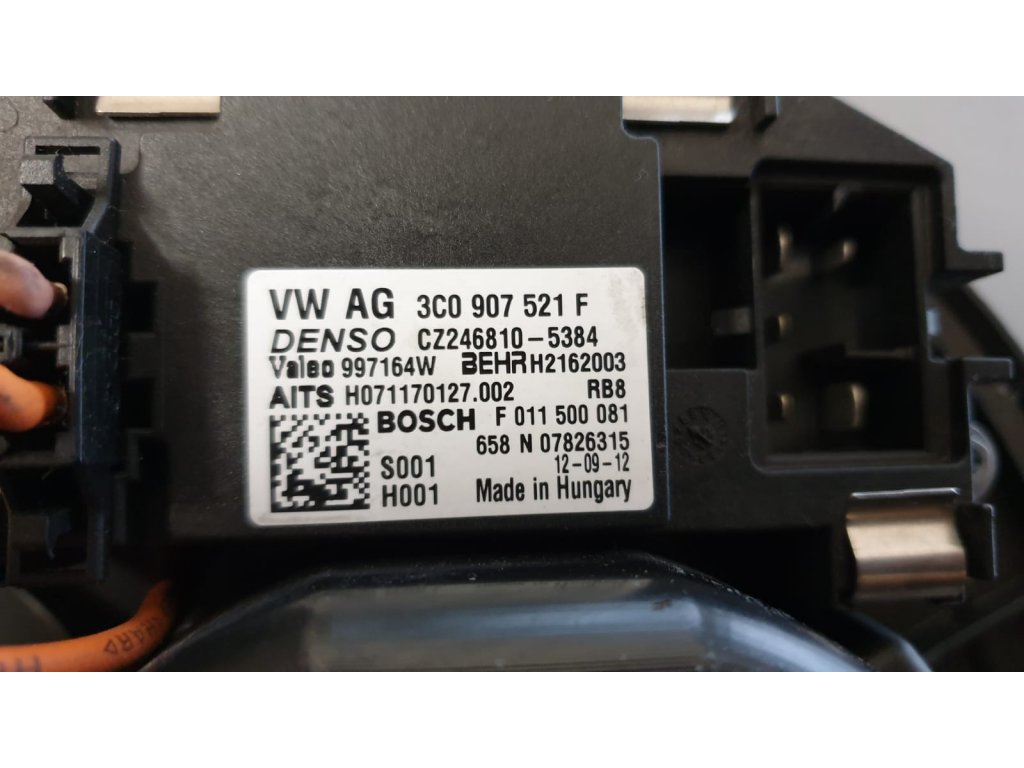 VW AG 3C0 907 521 F
DENSO CZ246810-5384
Valeo 997164W BEHR H2162003
AITS H071170127.002 RB8
BOSCH F 011 500 081
658 N 07826315
S001 12-09-12
H001 Made in Hungary